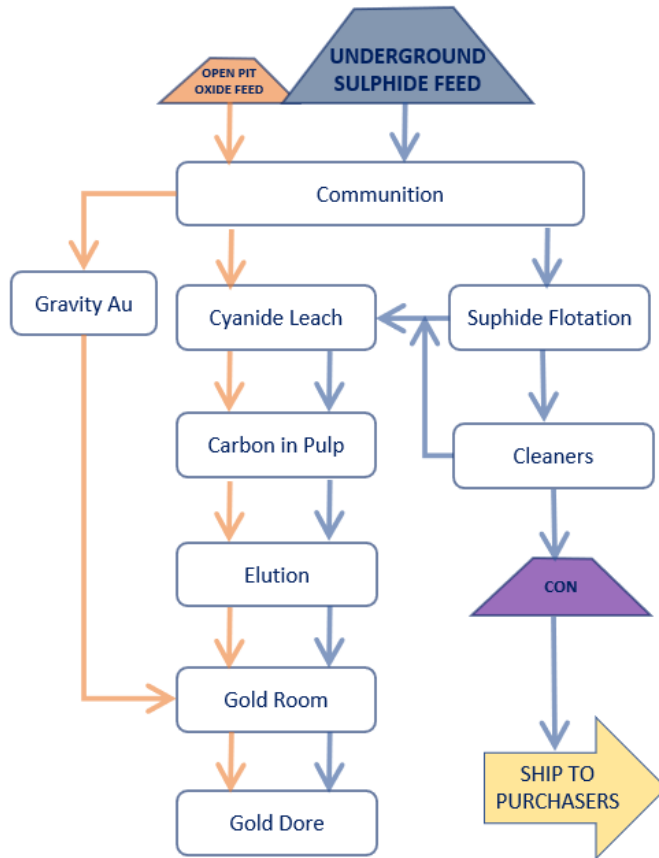 OPEN PIT
OXIDE FEED
UNDERGROUND
SULPHIDE FEED
Communition
Gravity Au
Cyanide Leach
Suphide Flotation
Carbon in Pulp
Cleaners
Elution
CON
Gold Room
SHIP TO
PURCHASERS
Gold Dore